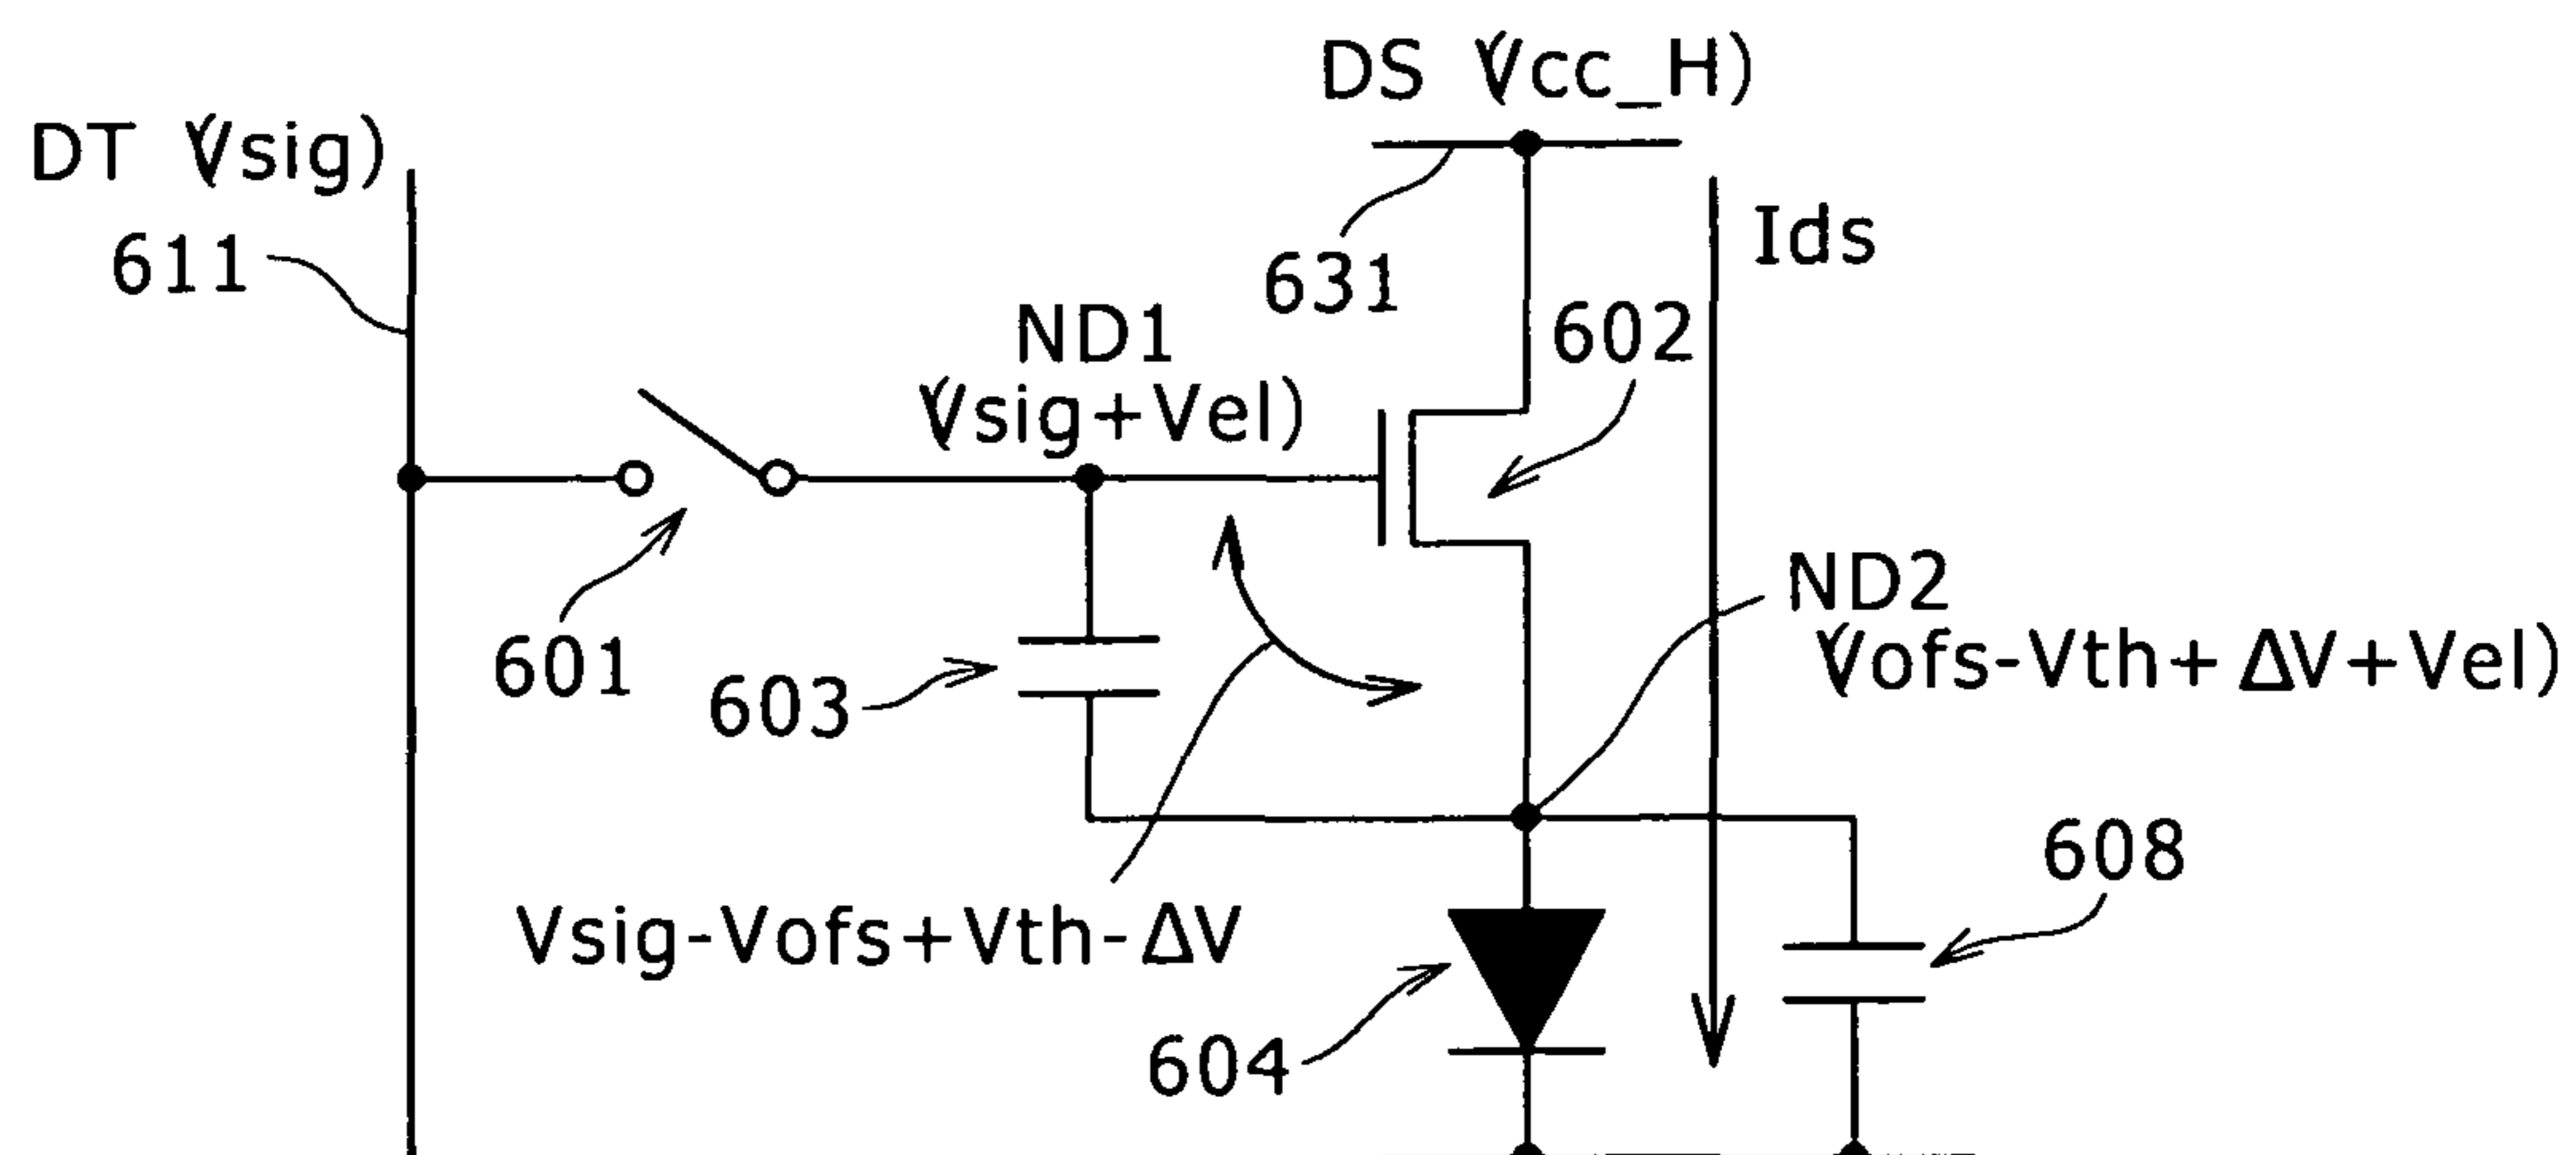 DS (Vcc_H)
DT (Vsig)
611
Ids
631
ND1
(Vsig+Vel)
602
ND2
(Vofs-Vth+ΔV+Vel)
601
603
608
Vsig-Vofs+Vth-ΔV
604